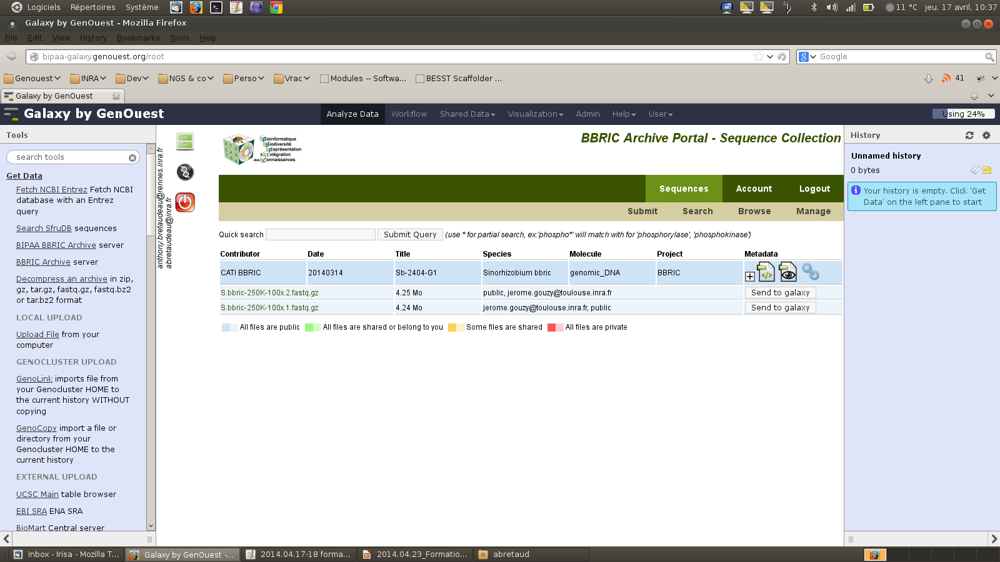 Logiciels Répertoires Système 11 °C jeu. 17 avril, 10:37
Galaxy by GenOuest - Mozilla Firefox
File Edit View History Bookmarks Tools Help
bipaa-galaxy.genouest.org/root Google
Genouest INRA Dev NGS & co Perso Vrac Modules -- Softwa... BESST Scaffolder ... 41
Galaxy by GenOuest
Galaxy by GenOuest Analyze Data Workflow Shared Data Visualization Admin Help User Using 24%
Tools
search tools
Get Data
Fetch NCBI Entrez Fetch NCBI
database with an Entrez
query
Search SfruDB sequences
BIPAA BBRIC Archive server
BBRIC Archive server
Decompress an archive in zip,
gz, tar.gz, fastq.gz, fastq.bz2
or tar.bz2 format
LOCAL UPLOAD
Upload File from your
computer
GENOCLUSTER UPLOAD
GenoLink imports file from
your Genocluster HOME to
the current history WITHOUT
copying
GenoCopy import a file or
directory from your
Genocluster HOME to the
current history
EXTERNAL UPLOAD
UCSC Main table browser
EBI SRA ENA SRA
BioMart Central server
anthony.bretaudeau@rennes.inra.fr
abretaudeau@inra.fr
Bioinformatique
Biodiversité
Représentation
& Intégration
des Connaissances
BBRIC Archive Portal - Sequence Collection
Sequences Account Logout
Submit Search Browse Manage
Quick search Submit Query (use * for partial search, ex:'phospho*' will match with for 'phosphorylase', 'phosphokinase')
Contributor Date Title Species Molecule Project Metadata
CATI BBRIC 20140314 Sb-2404-G1 Sinorhizobium bbric genomic_DNA BBRIC
S.bbric-250K-100x.2.fastq.gz 4.25 Mo public, jerome.gouzy@toulouse.inra.fr Send to galaxy
S.bbric-250K-100x.1.fastq.gz 4.24 Mo jerome.gouzy@toulouse.inra.fr, public Send to galaxy
All files are public All files are shared or belong to you Some files are shared All files are private
History
Unnamed history
0 bytes
Your history is empty. Click 'Get
Data' on the left pane to start
Inbox - Irisa - Mozilla T... Galaxy by GenOuest -... 2014.04.17-18 forma... 2014.04.23_Formatio... abretaud